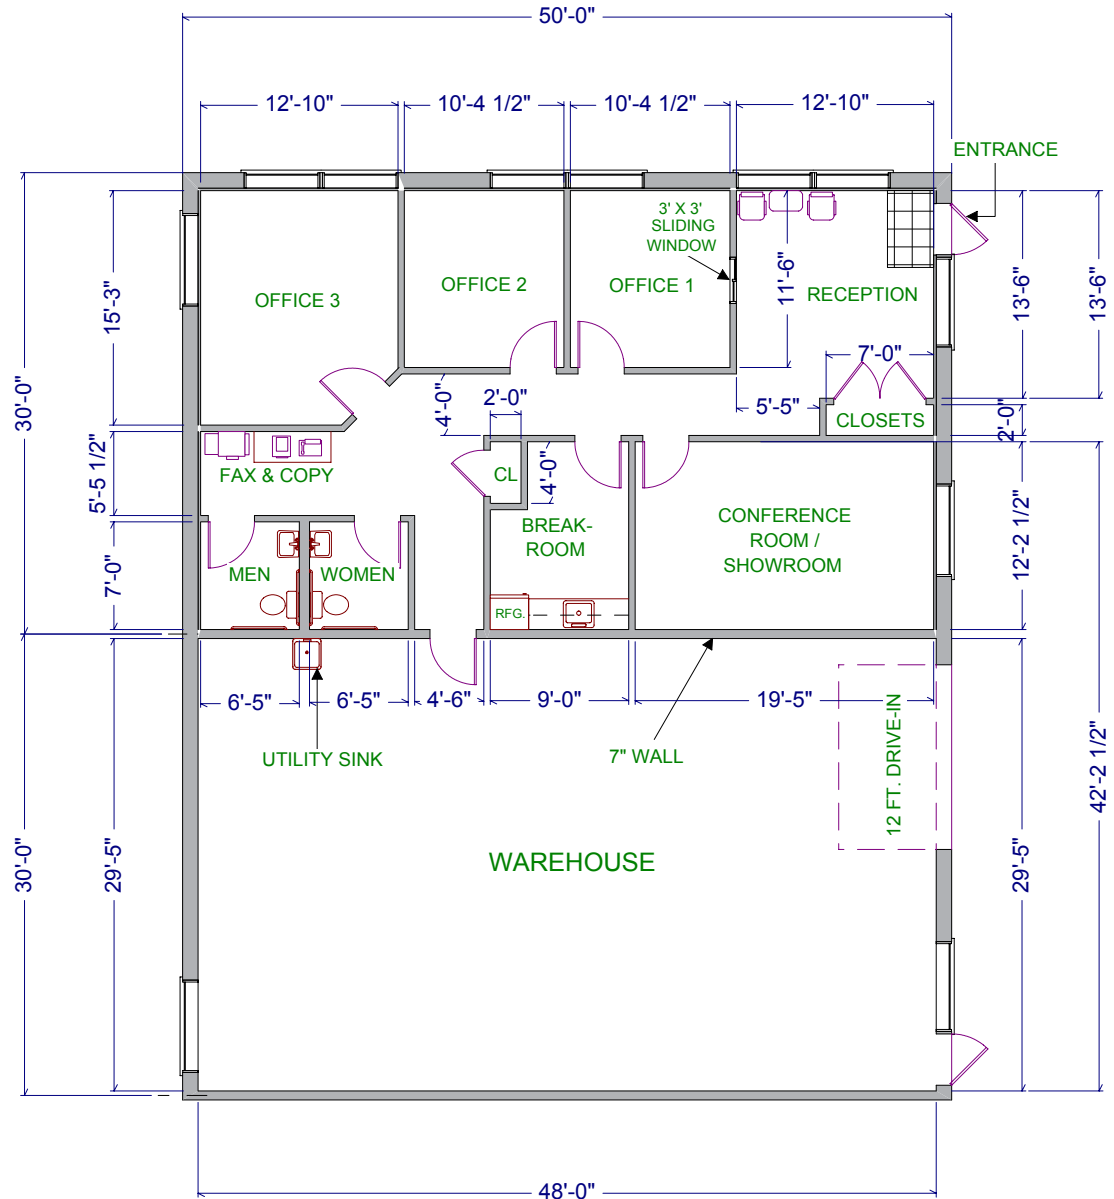 50'-0"
12'-10"
10'-4 1/2"
10'-4 1/2"
12'-10"
ENTRANCE
3' X 3'
SLIDING
WINDOW
OFFICE 3
OFFICE 2
OFFICE 1
11'-6"
RECEPTION
15'-3"
13'-6"
13'-6"
30'-0"
7'-0"
2'-0"
4'-0"
5'-5"
CLOSETS
2'-0"
FAX & COPY
CL
4'-0"
5'-5 1/2"
BREAK-
ROOM
CONFERENCE
ROOM /
SHOWROOM
12'-2 1/2"
MEN
WOMEN
7'-0"
RFG.
6'-5"
6'-5"
4'-6"
9'-0"
19'-5"
UTILITY SINK
7" WALL
12 FT. DRIVE-IN
42'-2 1/2"
WAREHOUSE
30'-0"
29'-5"
29'-5"
48'-0"